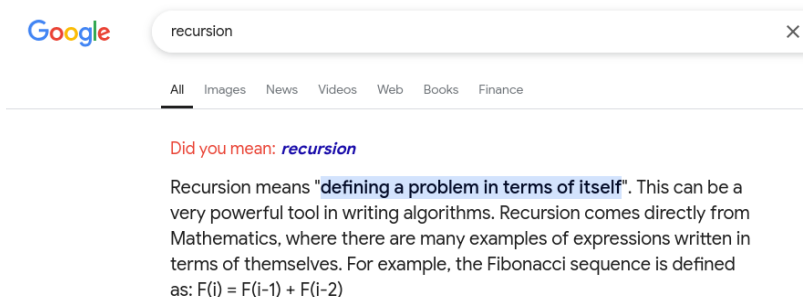 Google
recursion
All Images News Videos Web Books Finance
Did you mean: recursion
Recursion means "defining a problem in terms of itself". This can be a
very powerful tool in writing algorithms. Recursion comes directly from
Mathematics, where there are many examples of expressions written in
terms of themselves. For example, the Fibonacci sequence is defined
as: F(i) = F(i-1) + F(i-2)